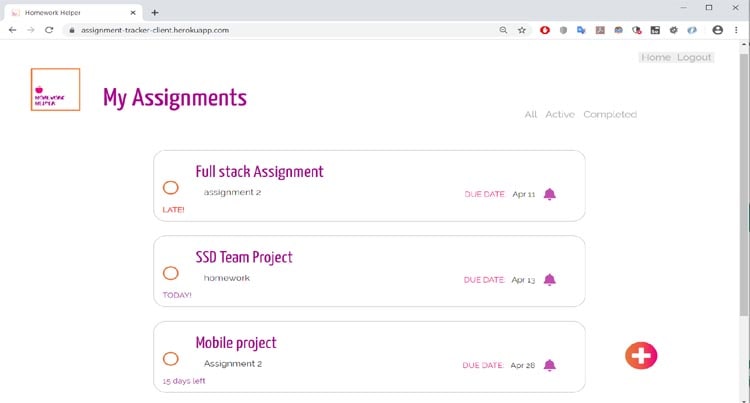 Homework Helper
assignment-tracker-client.herokuapp.com
Home Logout
HOMEWORK
HELPER
My Assignments
All Active Completed
Full stack Assignment
assignment 2
DUE DATE: Apr 11
LATE!
SSD Team Project
homework
DUE DATE: Apr 13
TODAY!
Mobile project
Assignment 2
DUE DATE: Apr 28
15 days left